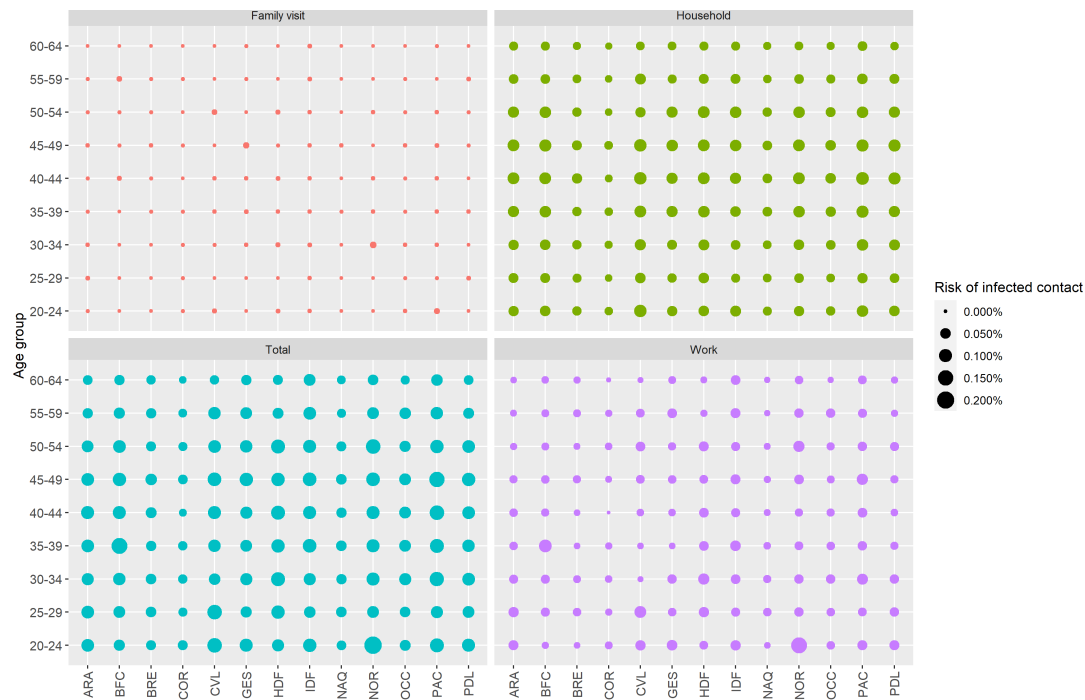 Family visit
Household
60-64
55-59
50-54
45-49
40-44
35-39
30-34
25-29
20-24
Total
Work
60-64
55-59
50-54
45-49
40-44
35-39
30-34
25-29
20-24
Age group
ARA BFC BRE COR CVL GES HDF IDF NAQ NOR OCC PAC PDL
ARA BFC BRE COR CVL GES HDF IDF NAQ NOR OCC PAC PDL
Risk of infected contact
0.000%
0.050%
0.100%
0.150%
0.200%